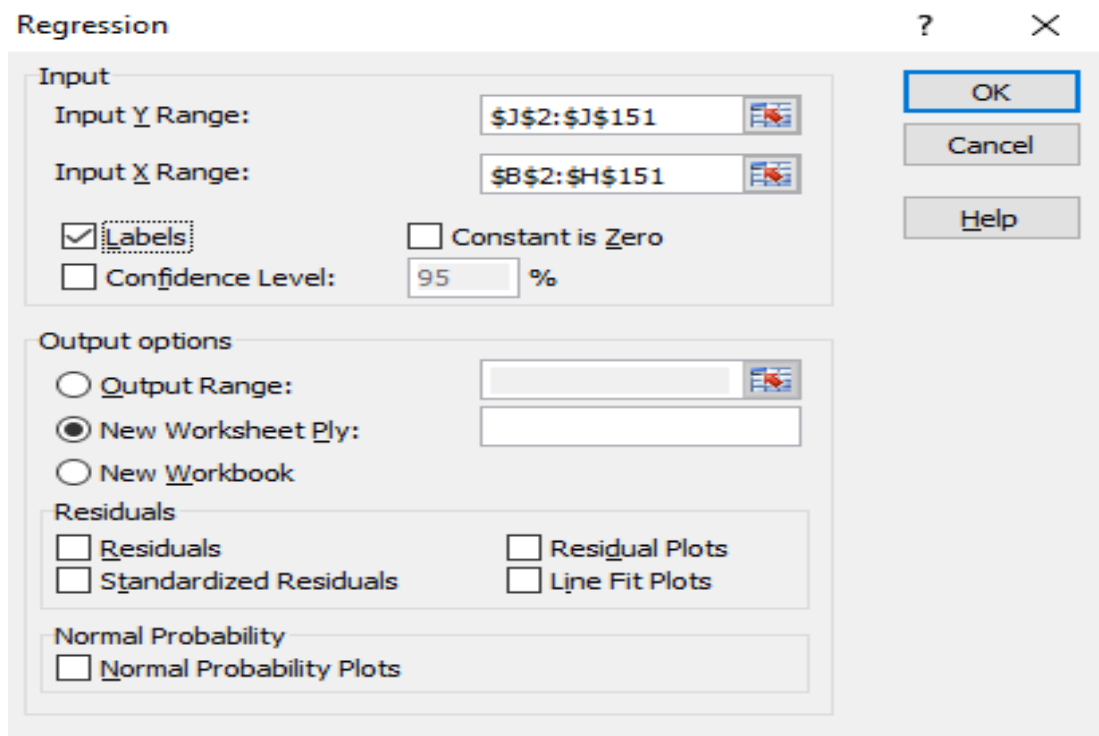 Regression ? ×
Input
Input Y Range: $J$2:$J$151
Input X Range: $B$2:$H$151
Labels Constant is Zero
Confidence Level: 95 %
OK
Cancel
Help
Output options
Output Range:
New Worksheet Ply:
New Workbook
Residuals
Residuals Residual Plots
Standardized Residuals Line Fit Plots
Normal Probability
Normal Probability Plots